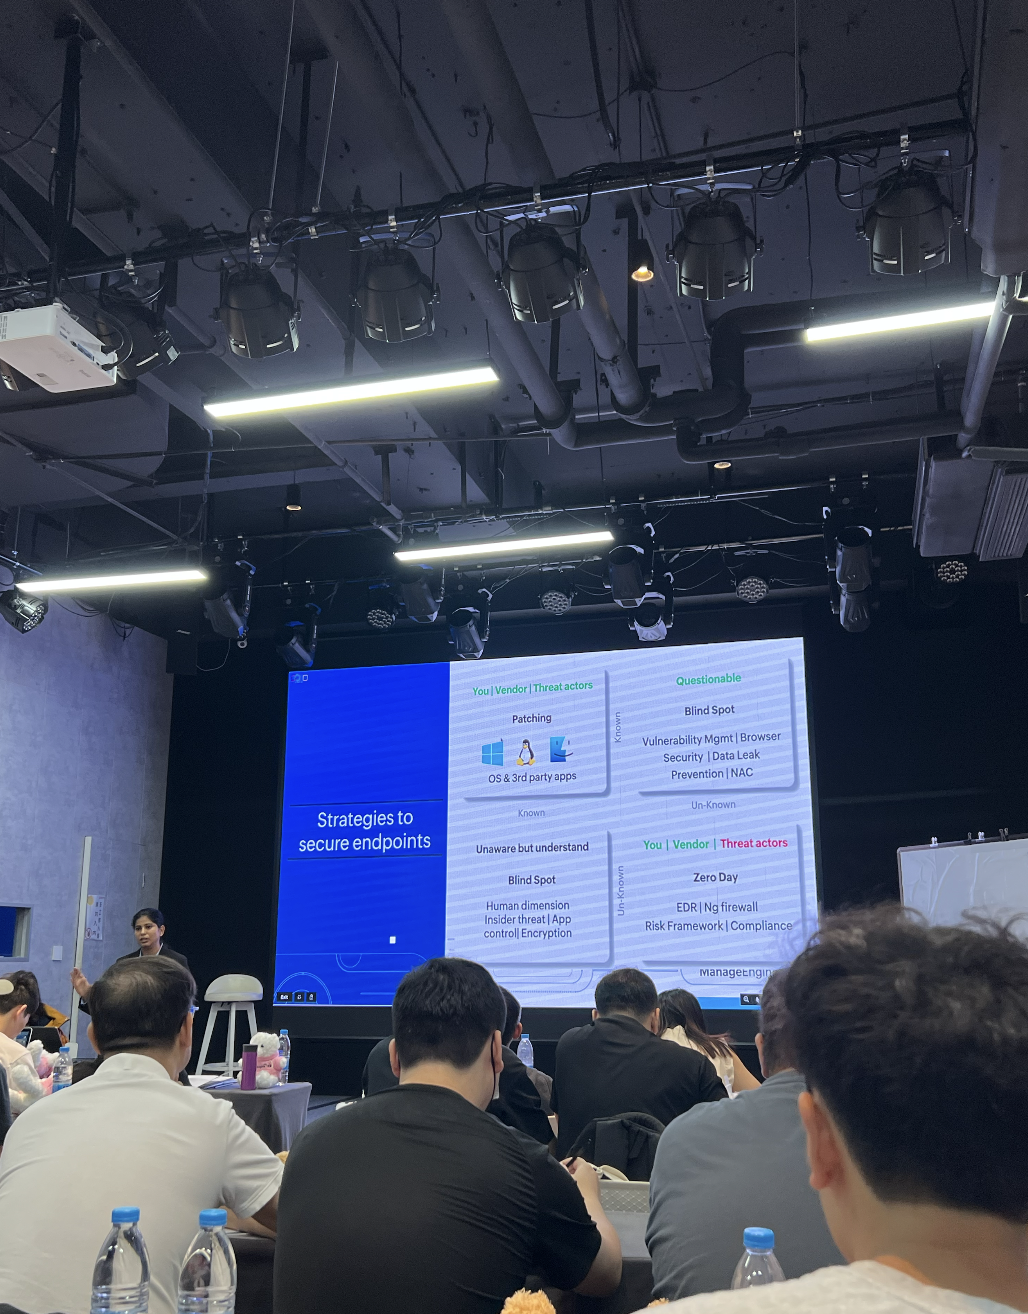 Strategies to
secure endpoints
You | Vendor | Threat actors
Patching
OS & 3rd party apps
Known
Known
Questionable
Blind Spot
Vulnerability Mgmt | Browser
Security | Data Leak
Prevention | NAC
Un-Known
Unaware but understand
Blind Spot
Human dimension
Insider threat | App
control| Encryption
Un-Known
You | Vendor | Threat actors
Zero Day
EDR | Ng firewall
Risk Framework | Compliance
ManageEngin